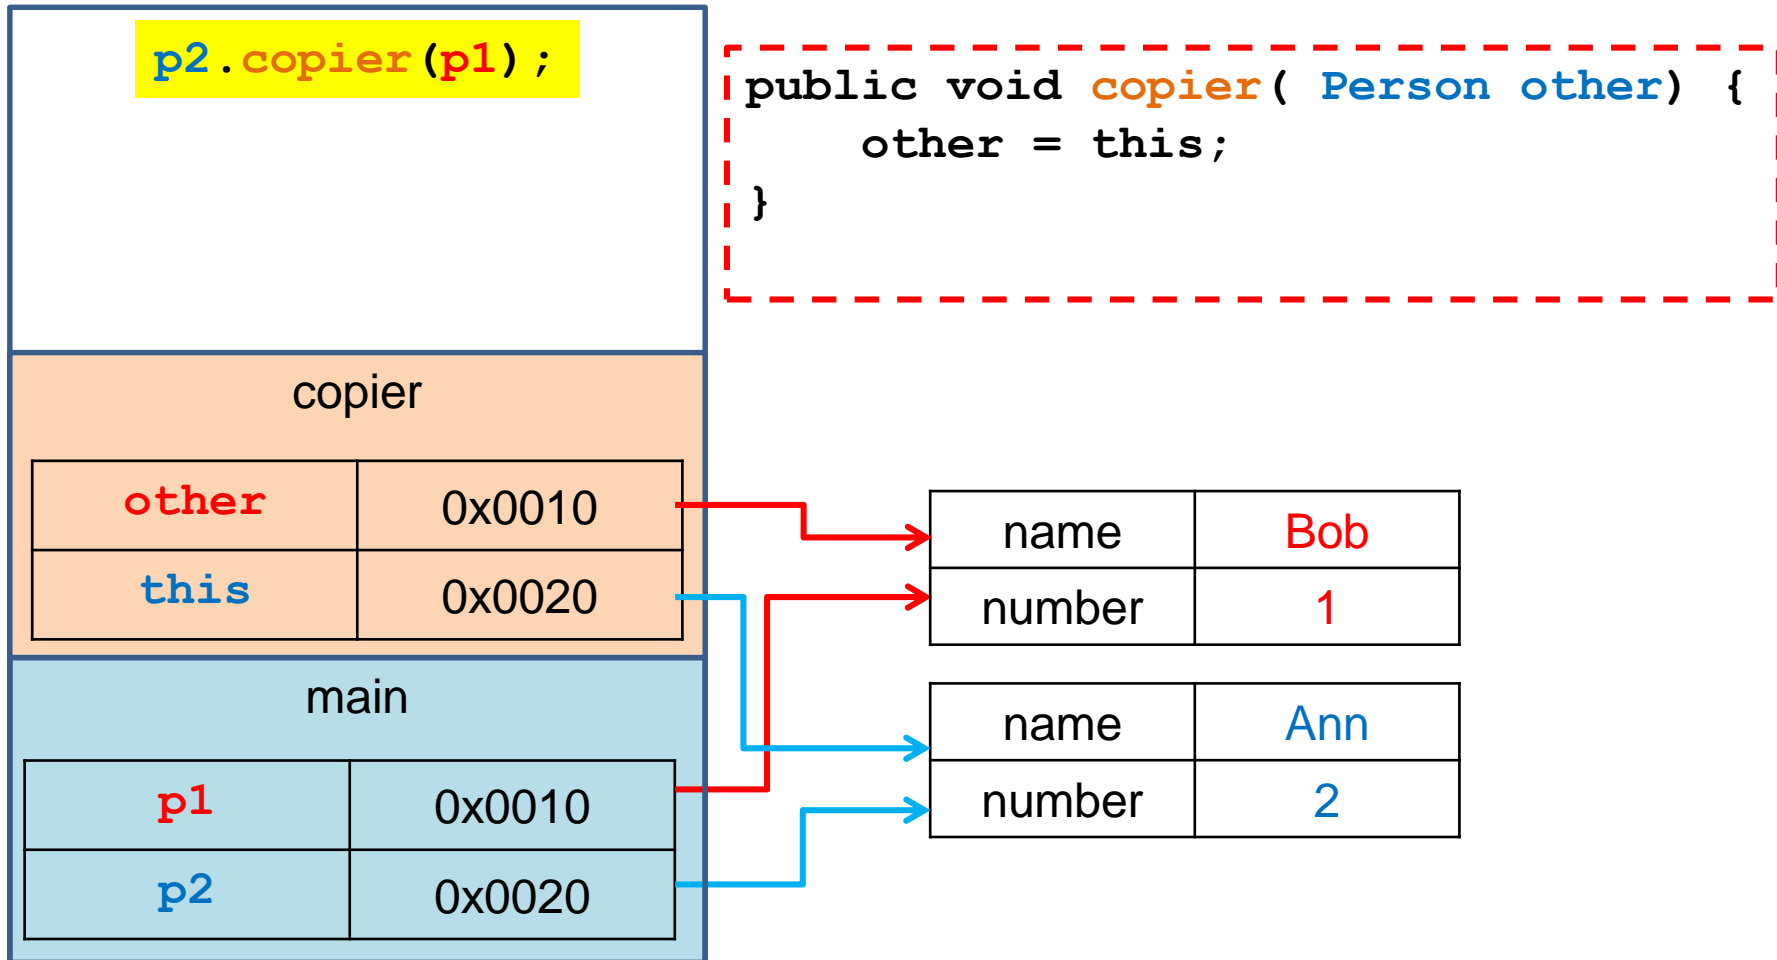 p2.copier(p1);
public void copier( Person other) {
other = this;
}
copier
other 0x0010
this 0x0020
name Bob
number 1
main
p1 0x0010
p2 0x0020
name Ann
number 2